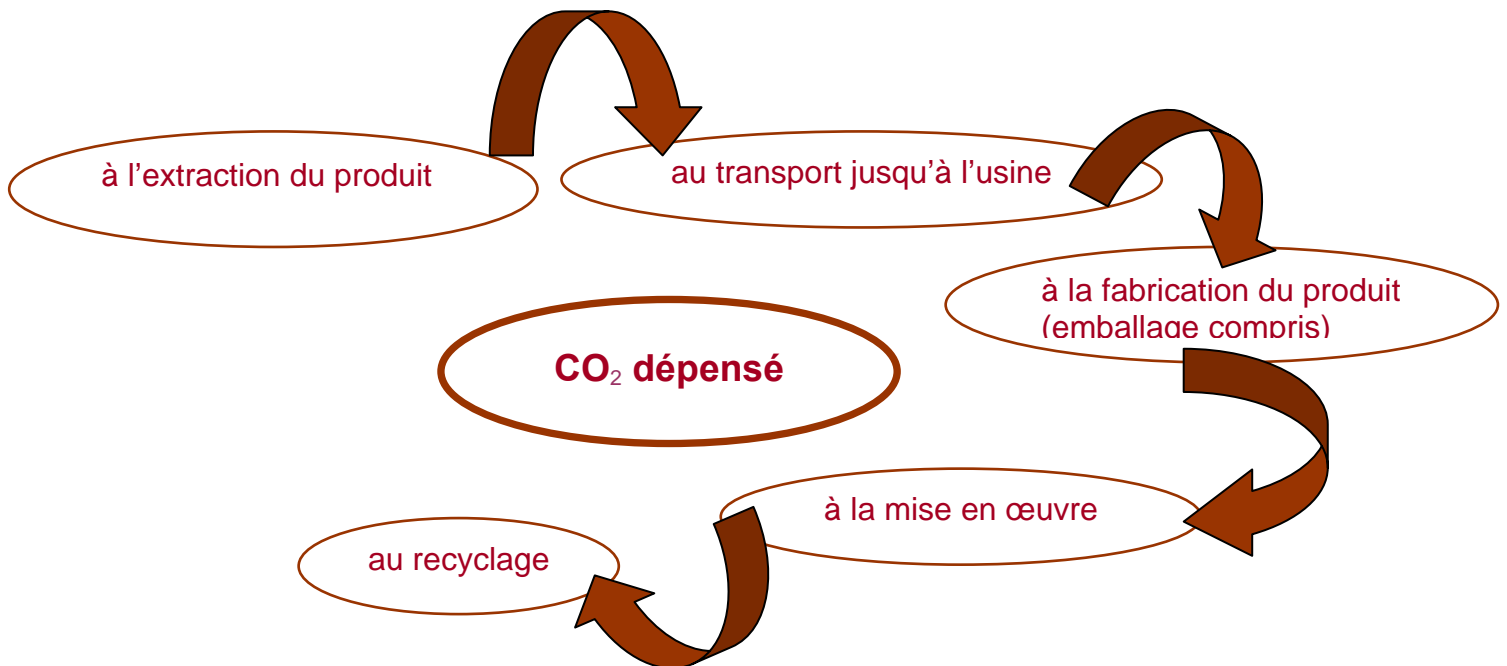 à l’extraction du produit
au transport jusqu’à l’usine
à la fabrication du produit
(emballage compris)
CO₂ dépensé
à la mise en œuvre
au recyclage